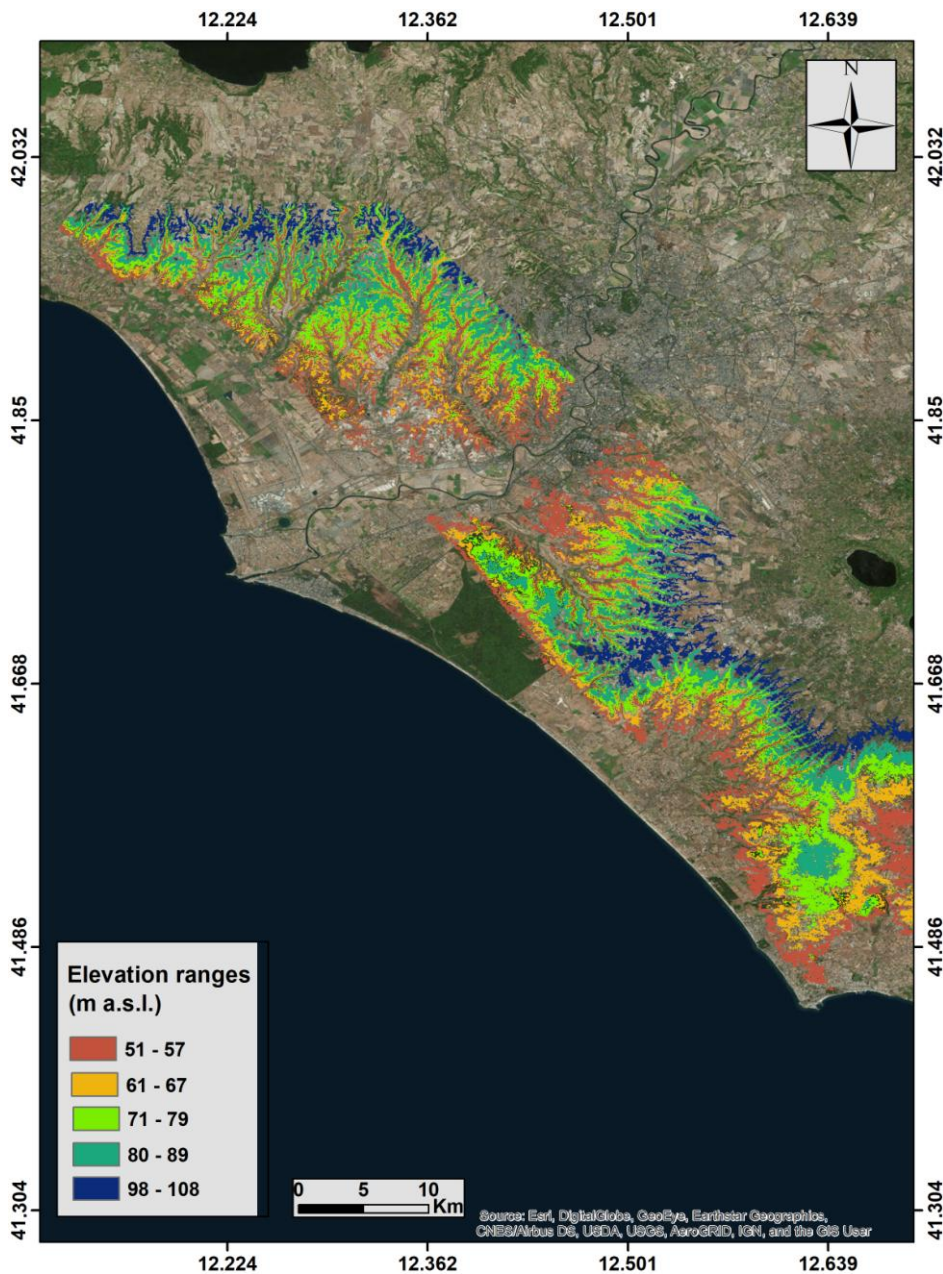 12.224 12.362 12.501 12.639
N
42.032 42.032
41.85 41.85
41.668 41.668
41.486 41.486
Elevation ranges
(m a.s.l.)
51 - 57
61 - 67
71 - 79
80 - 89
98 - 108
0 5 10
Km
41.304 41.304
Source: Esri, DigitalGlobe, GeoEye, Earthstar Geographics,
CNES/Airbus DS, USDA, USGS, AeroGRID, IGN, and the GIS User
12.224 12.362 12.501 12.639